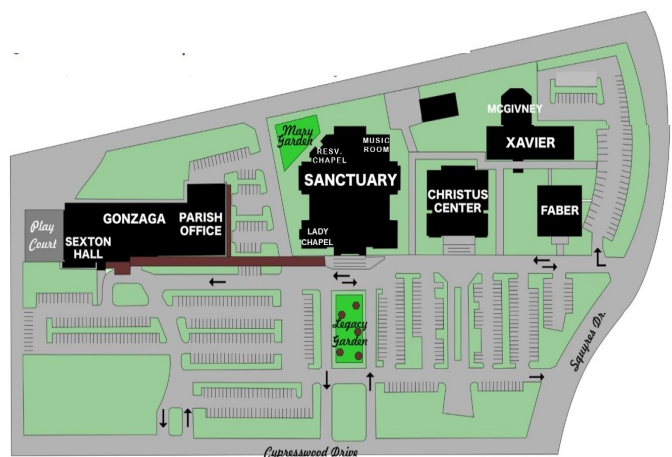 MCGIVNEY
XAVIER
Mary
Garden
RESV.
CHAPEL
MUSIC
ROOM
SANCTUARY
CHRISTUS
CENTER
FABER
Play
Court
GONZAGA
PARISH
OFFICE
SEXTON
HALL
LADY
CHAPEL
Legacy
Garden
Squyres Dr.
Cypresswood Drive